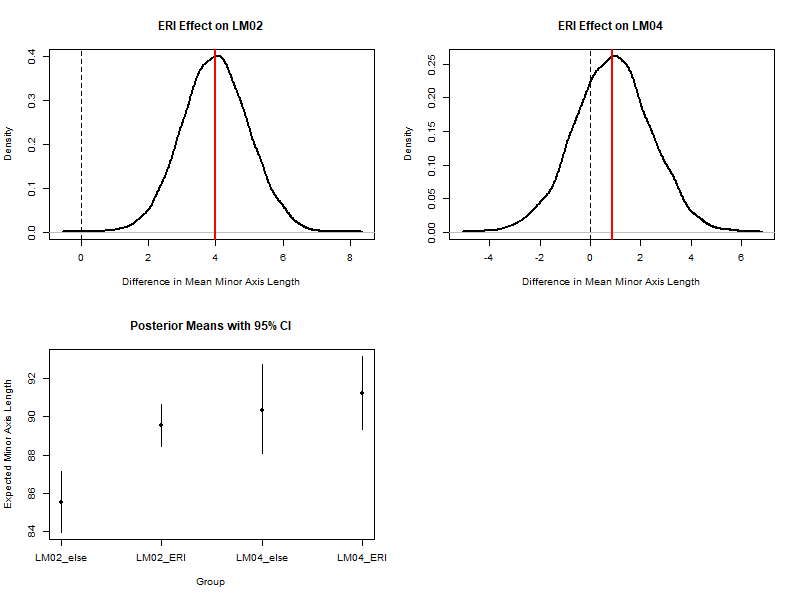 ERI Effect on LM02
Density
0.0 0.1 0.2 0.3 0.4
0 2 4 6 8
Difference in Mean Minor Axis Length
ERI Effect on LM04
Density
0.00 0.05 0.10 0.15 0.20 0.25
-4 -2 0 2 4 6
Difference in Mean Minor Axis Length
Posterior Means with 95% CI
Expected Minor Axis Length
84 86 88 90 92
LM02_else LM02_ERI LM04_else LM04_ERI
Group